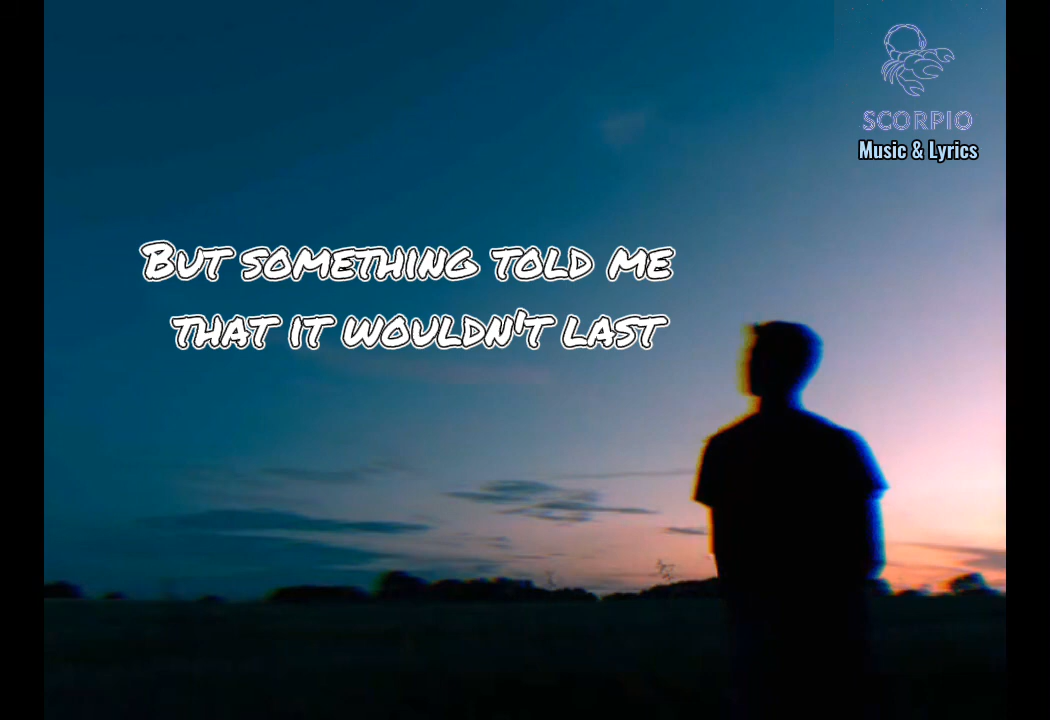 SCORPIO
Music & Lyrics
BUT SOMETHING TOLD ME
THAT IT WOULDN'T LAST